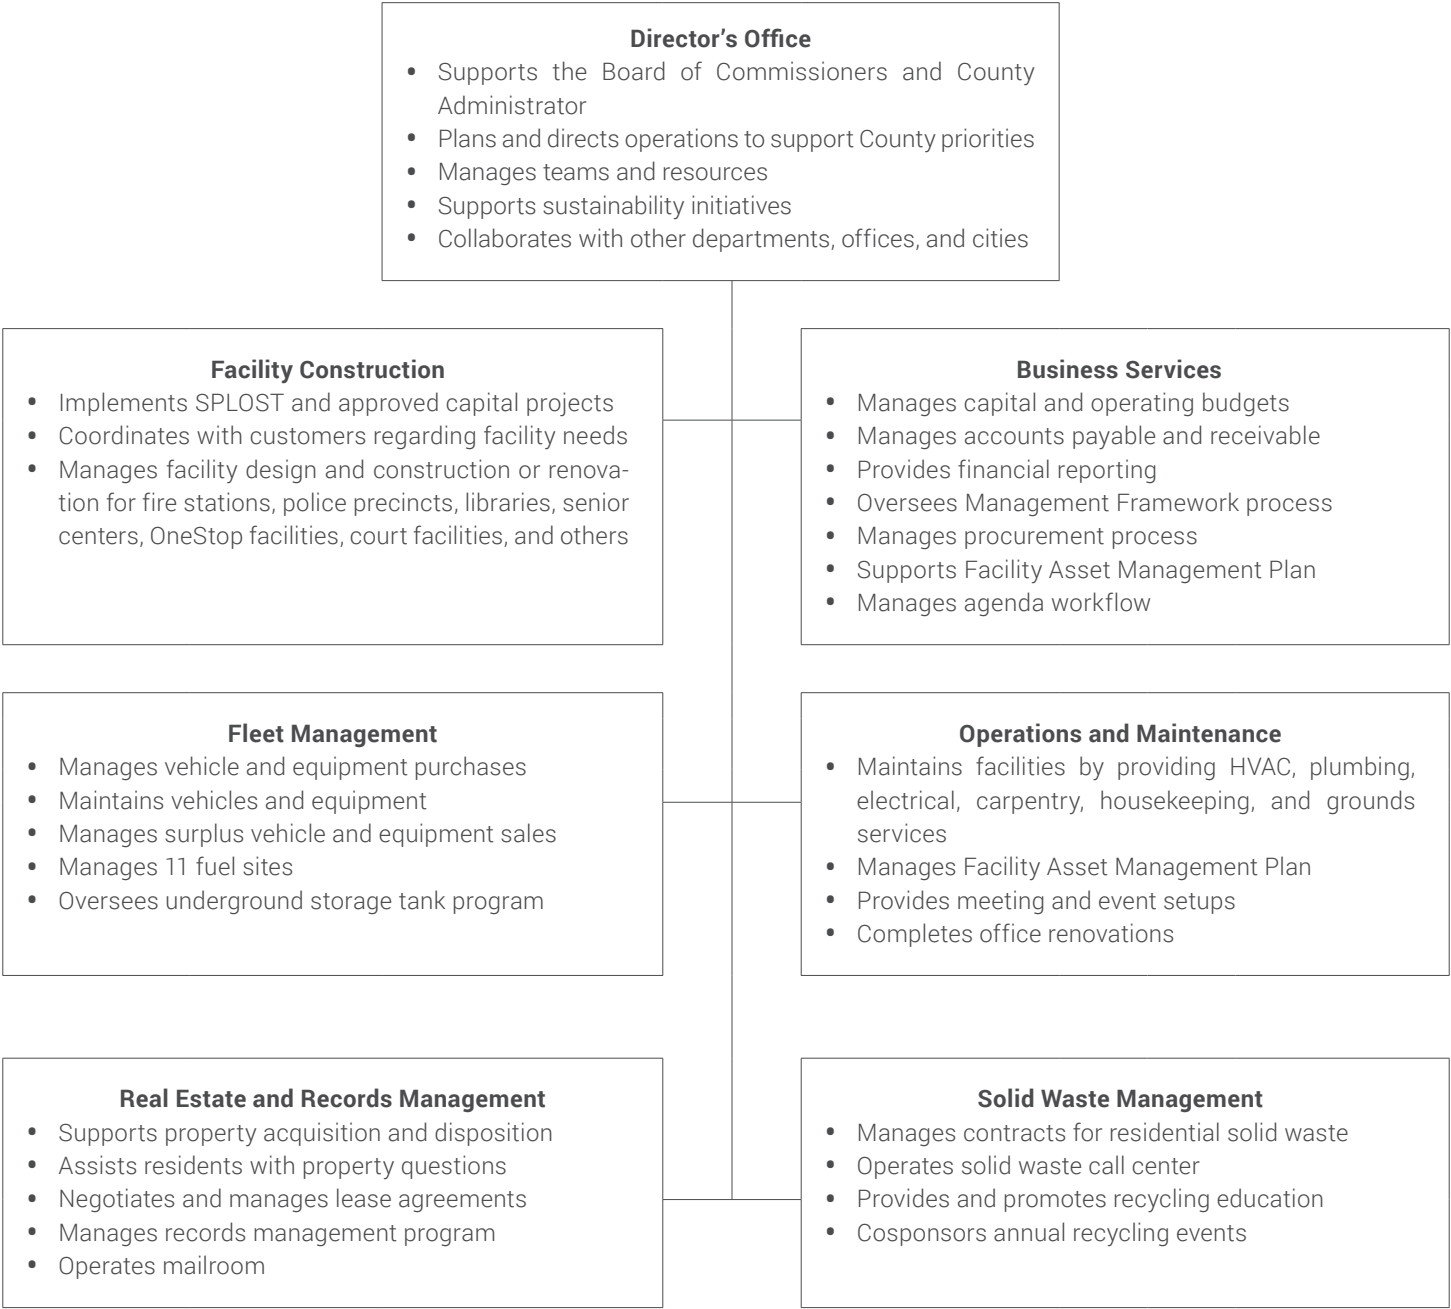 Director’s Office
• Supports the Board of Commissioners and County
Administrator
• Plans and directs operations to support County priorities
• Manages teams and resources
• Supports sustainability initiatives
• Collaborates with other departments, offices, and cities
Facility Construction
• Implements SPLOST and approved capital projects
• Coordinates with customers regarding facility needs
• Manages facility design and construction or renova-
tion for fire stations, police precincts, libraries, senior
centers, OneStop facilities, court facilities, and others
Business Services
• Manages capital and operating budgets
• Manages accounts payable and receivable
• Provides financial reporting
• Oversees Management Framework process
• Manages procurement process
• Supports Facility Asset Management Plan
• Manages agenda workflow
Fleet Management
• Manages vehicle and equipment purchases
• Maintains vehicles and equipment
• Manages surplus vehicle and equipment sales
• Manages 11 fuel sites
• Oversees underground storage tank program
Operations and Maintenance
• Maintains facilities by providing HVAC, plumbing,
electrical, carpentry, housekeeping, and grounds
services
• Manages Facility Asset Management Plan
• Provides meeting and event setups
• Completes office renovations
Real Estate and Records Management
• Supports property acquisition and disposition
• Assists residents with property questions
• Negotiates and manages lease agreements
• Manages records management program
• Operates mailroom
Solid Waste Management
• Manages contracts for residential solid waste
• Operates solid waste call center
• Provides and promotes recycling education
• Cosponsors annual recycling events